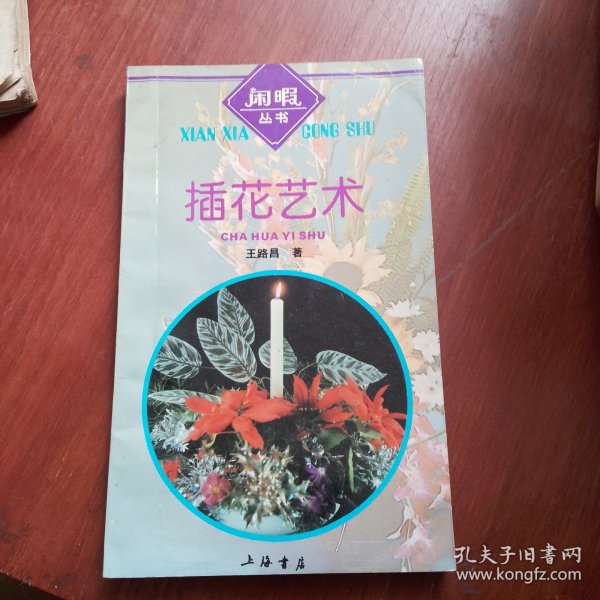 闲暇
丛书
XIAN XIA CONG SHU
插花艺术
CHA HUA YI SHU
王路昌 著
上海书店
孔夫子旧书网
www.kongfz.com